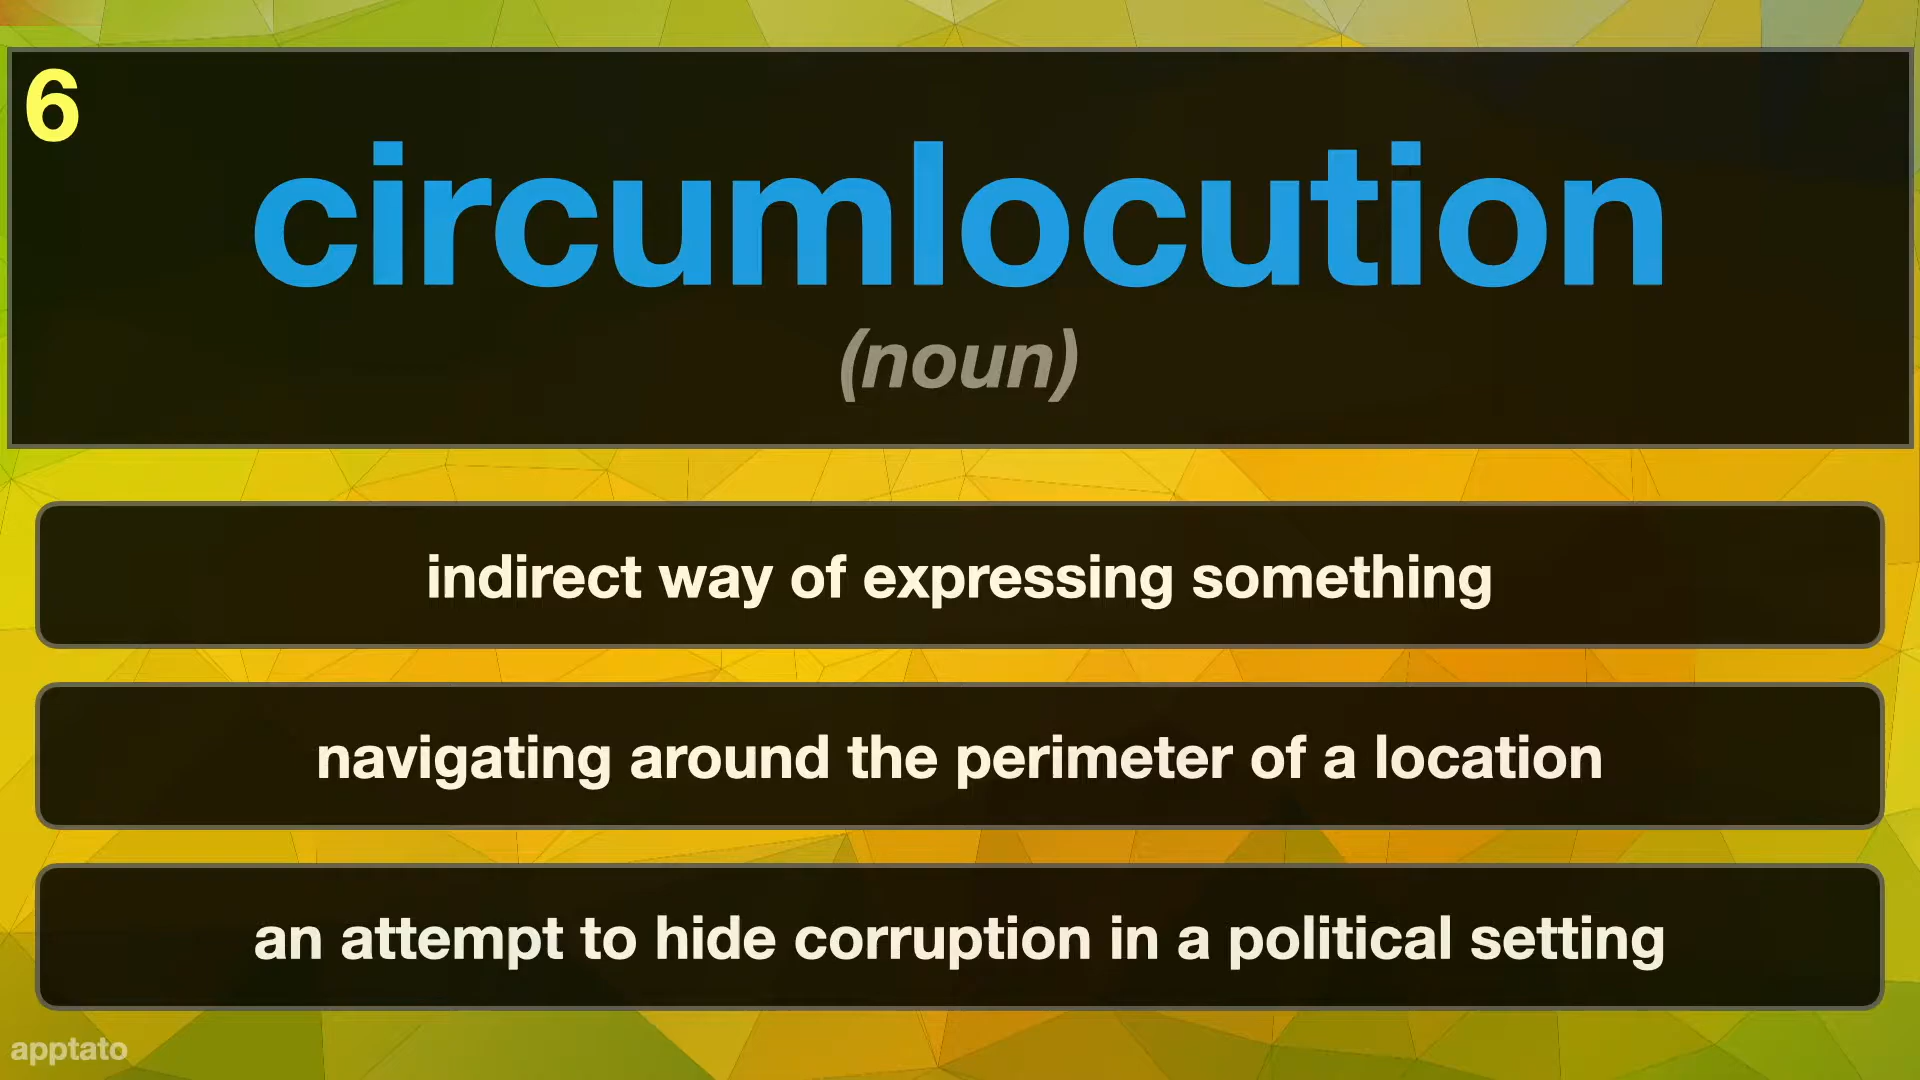 6
circumlocution
(noun)
indirect way of expressing something
navigating around the perimeter of a location
an attempt to hide corruption in a political setting
apptato